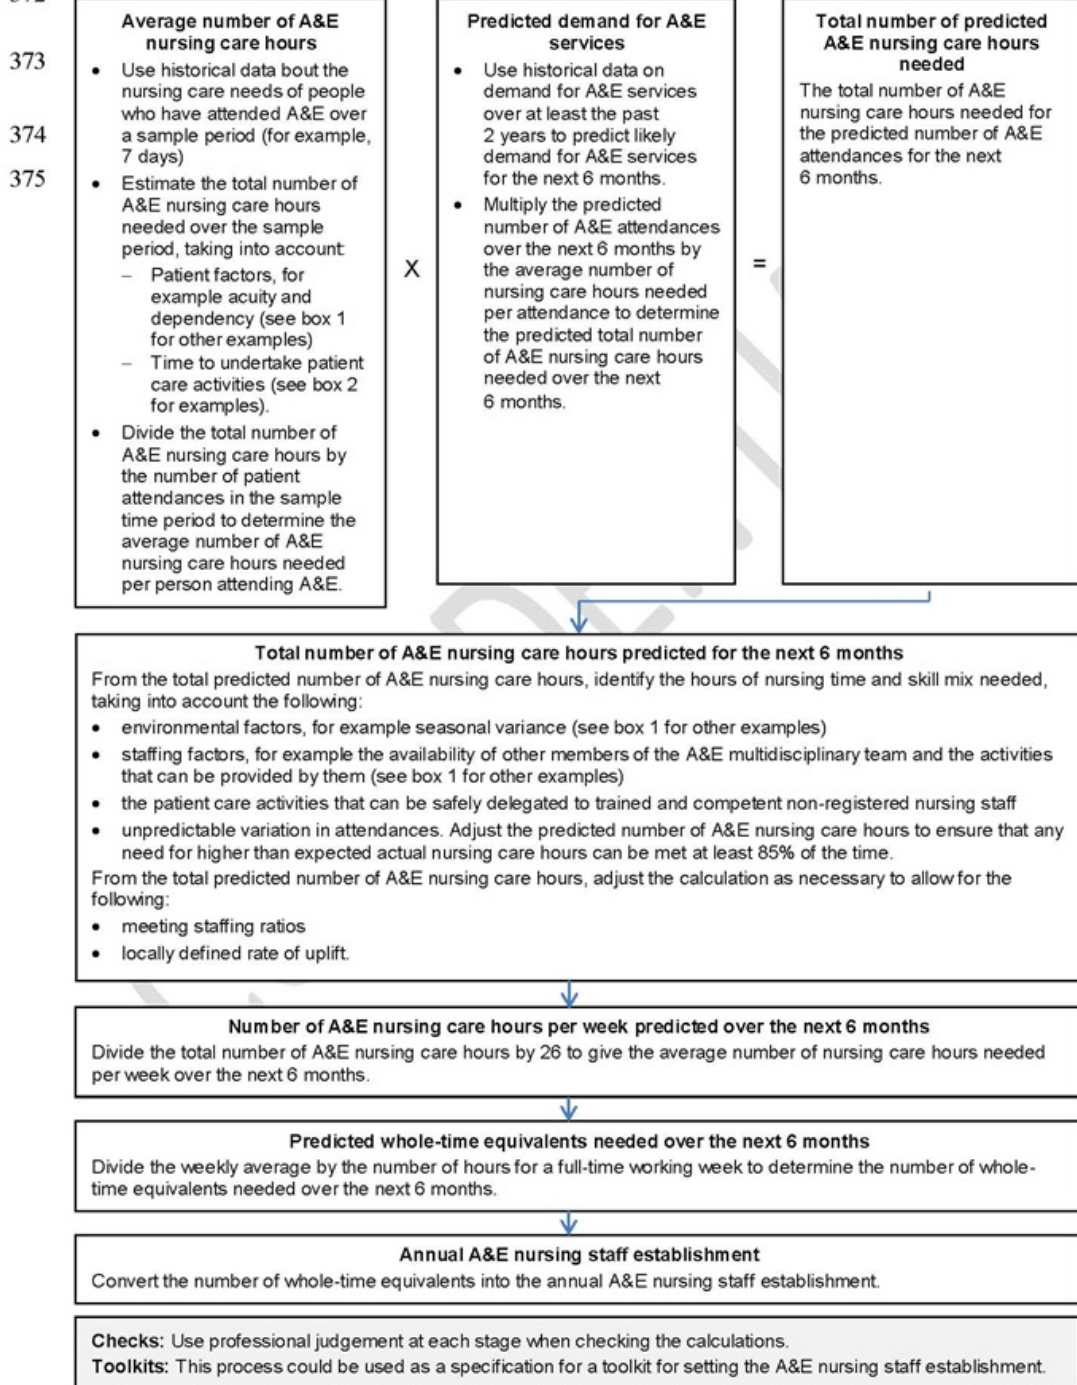 372
373
374
375
Average number of A&E
nursing care hours
• Use historical data bout the
nursing care needs of people
who have attended A&E over
a sample period (for example,
7 days)
• Estimate the total number of
A&E nursing care hours
needed over the sample
period, taking into account:
– Patient factors, for
example acuity and
dependency (see box 1
for other examples)
– Time to undertake patient
care activities (see box 2
for examples).
• Divide the total number of
A&E nursing care hours by
the number of patient
attendances in the sample
time period to determine the
average number of A&E
nursing care hours needed
per person attending A&E.
X
Predicted demand for A&E
services
• Use historical data on
demand for A&E services
over at least the past
2 years to predict likely
demand for A&E services
for the next 6 months.
• Multiply the predicted
number of A&E attendances
over the next 6 months by
the average number of
nursing care hours needed
per attendance to determine
the predicted total number
of A&E nursing care hours
needed over the next
6 months.
=
Total number of predicted
A&E nursing care hours
needed
The total number of A&E
nursing care hours needed for
the predicted number of A&E
attendances for the next
6 months.
Total number of A&E nursing care hours predicted for the next 6 months
From the total predicted number of A&E nursing care hours, identify the hours of nursing time and skill mix needed,
taking into account the following:
• environmental factors, for example seasonal variance (see box 1 for other examples)
• staffing factors, for example the availability of other members of the A&E multidisciplinary team and the activities
that can be provided by them (see box 1 for other examples)
• the patient care activities that can be safely delegated to trained and competent non-registered nursing staff
• unpredictable variation in attendances. Adjust the predicted number of A&E nursing care hours to ensure that any
need for higher than expected actual nursing care hours can be met at least 85% of the time.
From the total predicted number of A&E nursing care hours, adjust the calculation as necessary to allow for the
following:
• meeting staffing ratios
• locally defined rate of uplift.
Number of A&E nursing care hours per week predicted over the next 6 months
Divide the total number of A&E nursing care hours by 26 to give the average number of nursing care hours needed
per week over the next 6 months.
Predicted whole-time equivalents needed over the next 6 months
Divide the weekly average by the number of hours for a full-time working week to determine the number of whole-
time equivalents needed over the next 6 months.
Annual A&E nursing staff establishment
Convert the number of whole-time equivalents into the annual A&E nursing staff establishment.
Checks: Use professional judgement at each stage when checking the calculations.
Toolkits: This process could be used as a specification for a toolkit for setting the A&E nursing staff establishment.